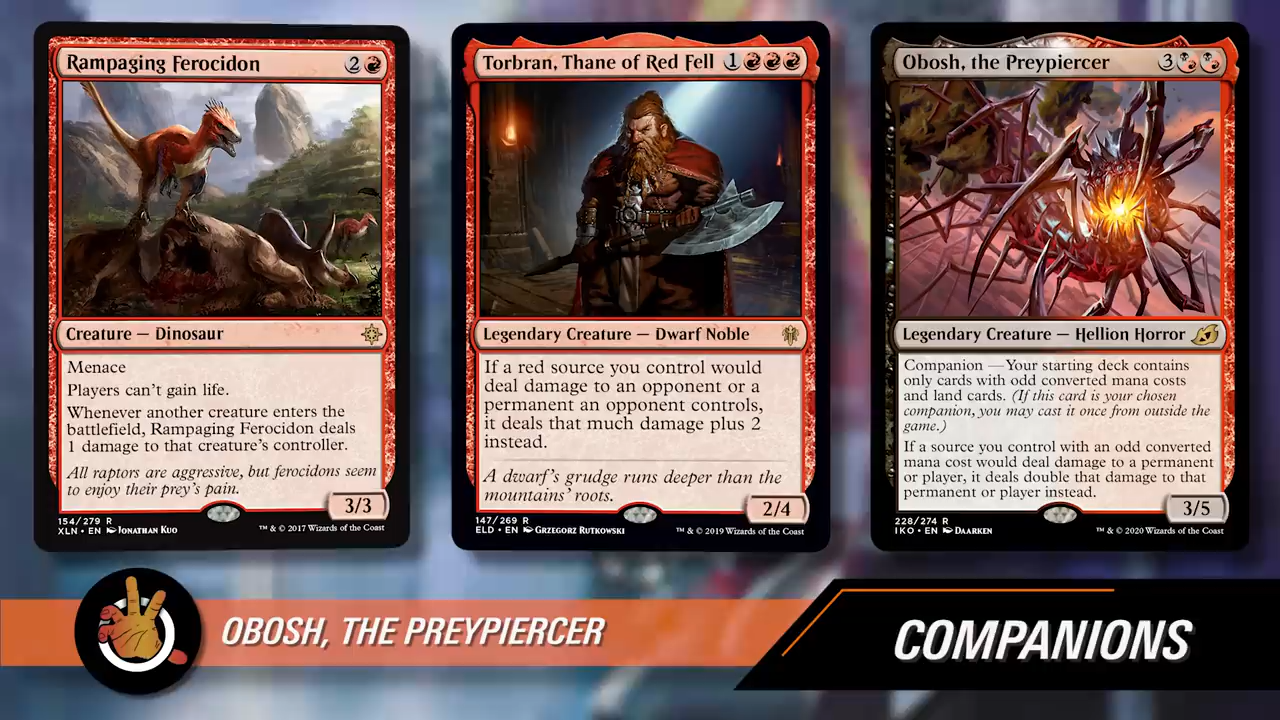 Rampaging Ferocidon 2
Creature — Dinosaur
Menace
Players can't gain life.
Whenever another creature enters the
battlefield, Rampaging Ferocidon deals
1 damage to that creature's controller.
All raptors are aggressive, but ferocidons seem
to enjoy their prey's pain.
3/3
154/279 R
XLN • EN JONATHAN KUO
™ & © 2017 Wizards of the Coast
Torbran, Thane of Red Fell 1
Legendary Creature — Dwarf Noble
If a red source you control would
deal damage to an opponent or a
permanent an opponent controls,
it deals that much damage plus 2
instead.
A dwarf's grudge runs deeper than the
mountains' roots.
2/4
147/269 R
ELD • EN GRZEGORZ RUTKOWSKI
™ & © 2019 Wizards of the Coast
Obosh, the Preypiercer 3
Legendary Creature — Hellion Horror
Companion — Your starting deck contains
only cards with odd converted mana costs
and land cards. (If this card is your chosen
companion, you may cast it once from outside the
game.)
If a source you control with an odd converted
mana cost would deal damage to a permanent
or player, it deals double that damage to that
permanent or player instead.
3/5
228/274 R
IKO • EN DAARKEN
™ & © 2020 Wizards of the Coast
OBOSH, THE PREYPIERCER
COMPANIONS